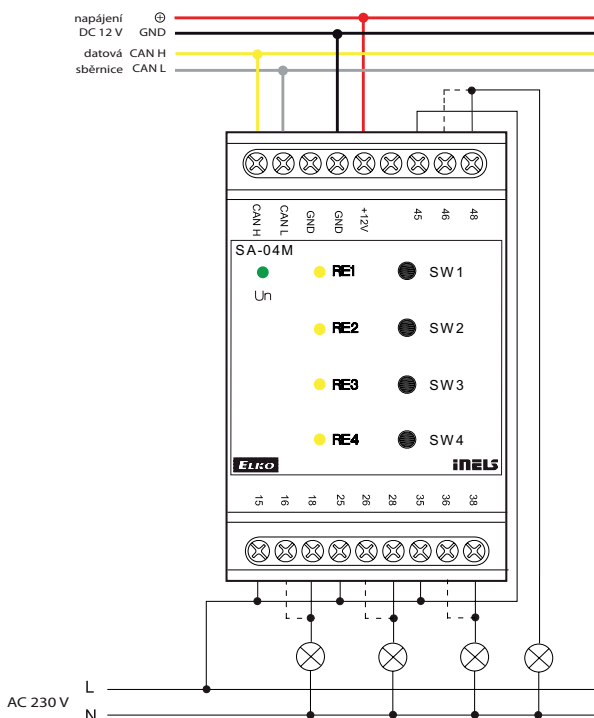 napájení ⊕
DC 12 V GND
datová CAN H
sběrnice CAN L
CAN H CAN L GND GND +12V 45 46 48
SA-04M
Un
RE1 SW1
RE2 SW2
RE3 SW3
RE4 SW4
ELKO iNELS
15 16 18 25 26 28 35 36 38
L
AC 230 V
N